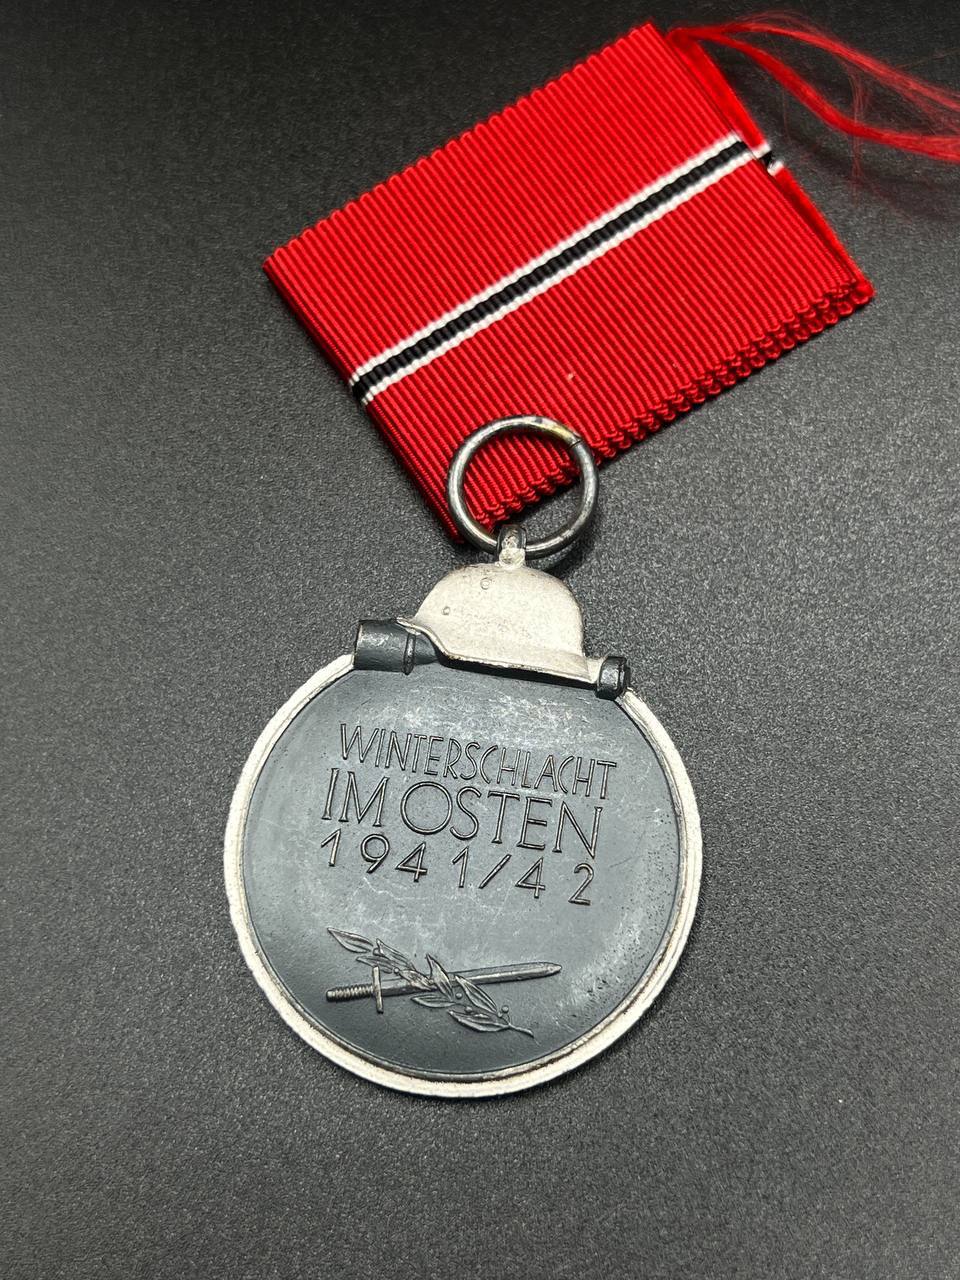 WINTERSCHLACHT
IM OSTEN
1941/42